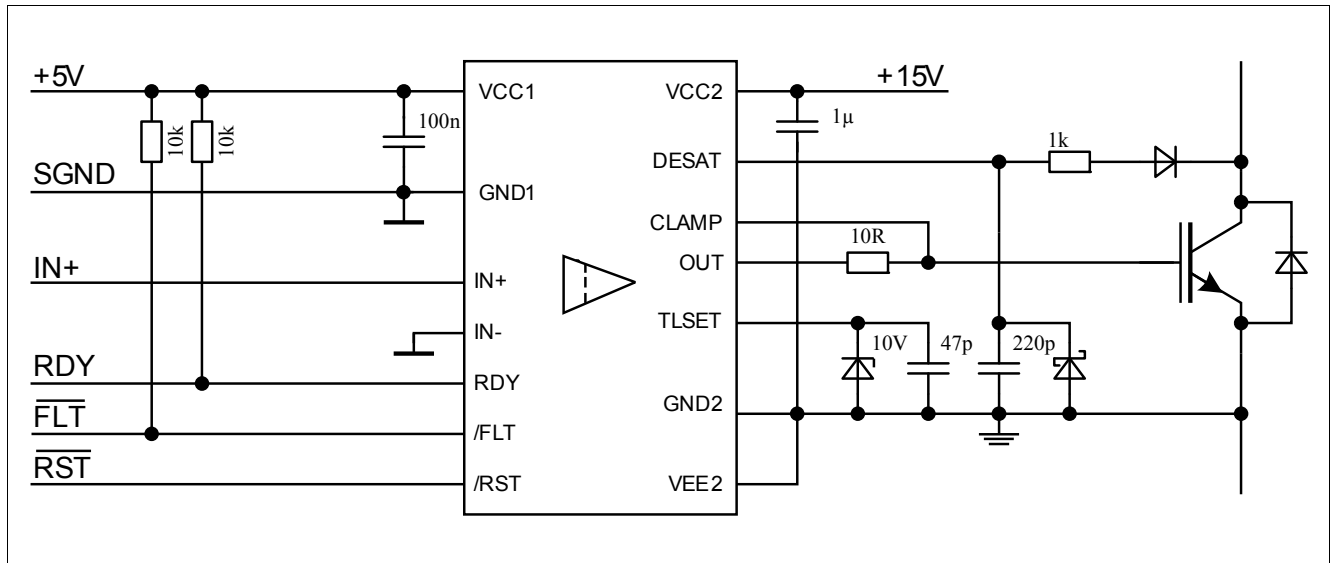 +5V
+15V
VCC1
VCC2
10k
10k
100n
1µ
1k
DESAT
SGND
GND1
CLAMP
10R
OUT
IN+
IN+
TLSET
IN-
10V
47p
220p
RDY
RDY
GND2
FLT
/FLT
RST
/RST
VEE2